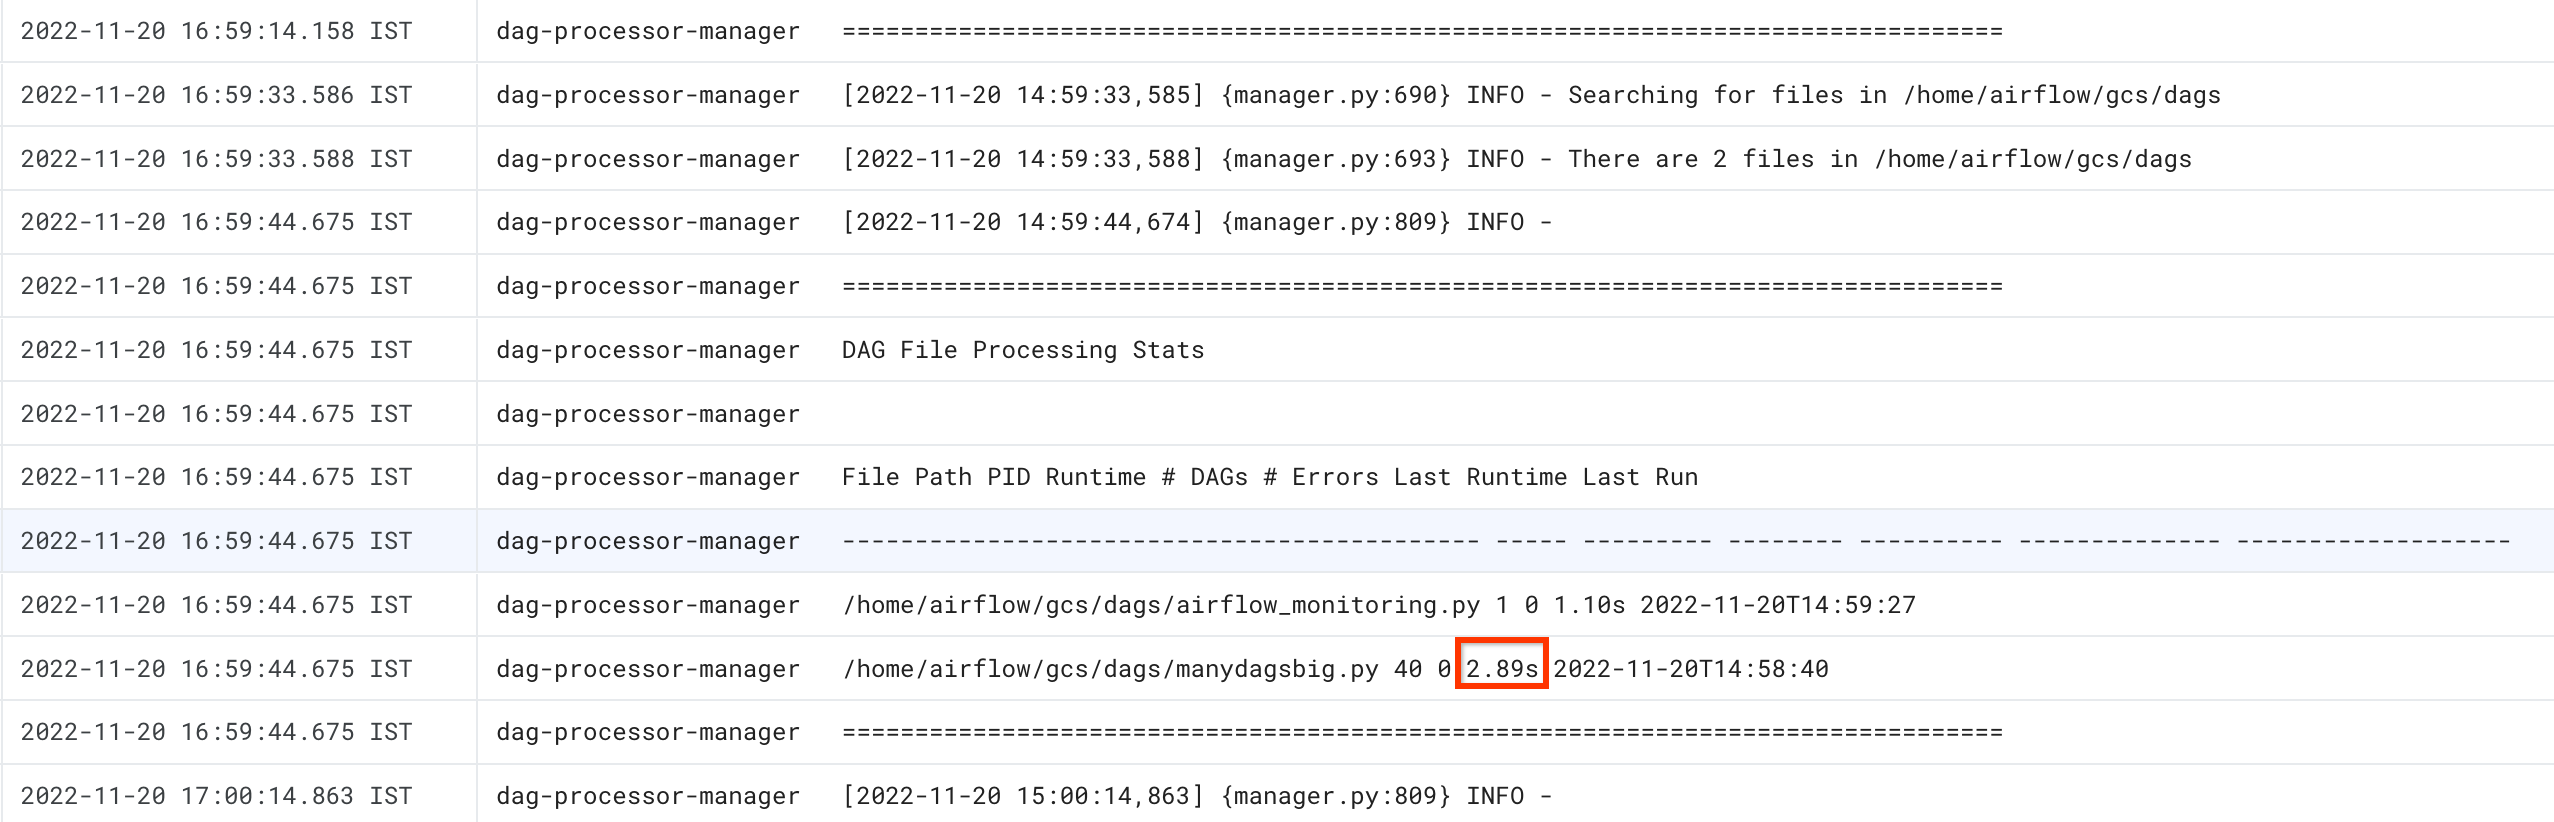 2022-11-20 16:59:14.158 IST dag-processor-manager ================================================================================
2022-11-20 16:59:33.586 IST dag-processor-manager [2022-11-20 14:59:33,585] {manager.py:690} INFO - Searching for files in /home/airflow/gcs/dags
2022-11-20 16:59:33.588 IST dag-processor-manager [2022-11-20 14:59:33,588] {manager.py:693} INFO - There are 2 files in /home/airflow/gcs/dags
2022-11-20 16:59:44.675 IST dag-processor-manager [2022-11-20 14:59:44,674] {manager.py:809} INFO -
2022-11-20 16:59:44.675 IST dag-processor-manager ================================================================================
2022-11-20 16:59:44.675 IST dag-processor-manager DAG File Processing Stats
2022-11-20 16:59:44.675 IST dag-processor-manager
2022-11-20 16:59:44.675 IST dag-processor-manager File Path PID Runtime # DAGs # Errors Last Runtime Last Run
2022-11-20 16:59:44.675 IST dag-processor-manager -------------------------------------------- ----- --------- -------- ---------- -------------- -------------------
2022-11-20 16:59:44.675 IST dag-processor-manager /home/airflow/gcs/dags/airflow_monitoring.py 1 0 1.10s 2022-11-20T14:59:27
2022-11-20 16:59:44.675 IST dag-processor-manager /home/airflow/gcs/dags/manydagsbig.py 40 0 2.89s 2022-11-20T14:58:40
2022-11-20 16:59:44.675 IST dag-processor-manager ================================================================================
2022-11-20 17:00:14.863 IST dag-processor-manager [2022-11-20 15:00:14,863] {manager.py:809} INFO -